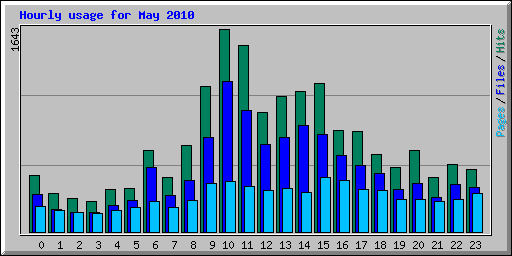 Hourly usage for May 2010
1643
Pages / Files / Hits
0 1 2 3 4 5 6 7 8 9 10 11 12 13 14 15 16 17 18 19 20 21 22 23